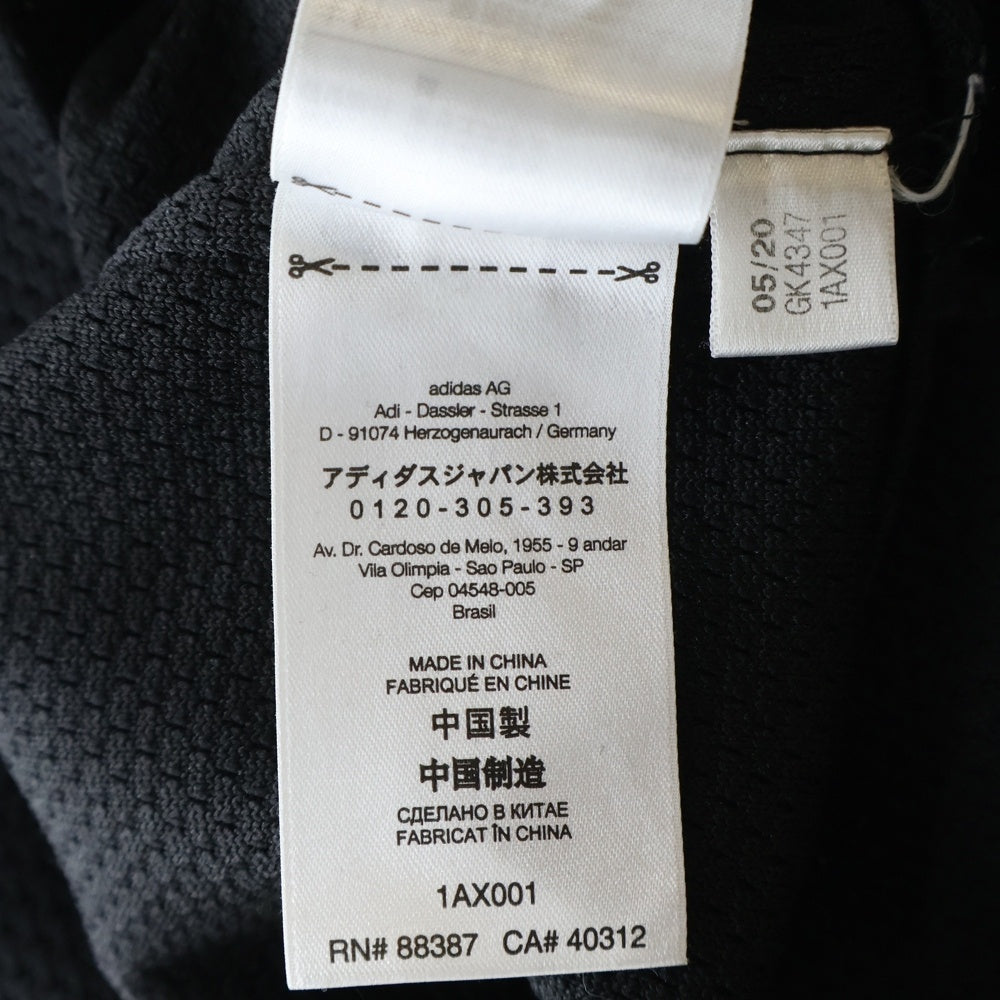 adidas AG
Adi - Dassler - Strasse 1
D - 91074 Herzogenaurach / Germany
アディダスジャパン株式会社
0120-305-393
Av. Dr. Cardoso de Melo, 1955 - 9 andar
Vila Olimpia - Sao Paulo - SP
Cep 04548-005
Brasil
MADE IN CHINA
FABRIQUÉ EN CHINE
中国製
中国制造
СДЕЛАНО В КИТАЕ
FABRICAT ÎN CHINA
1AX001
RN# 88387 CA# 40312
05/20
GK4347
1AX001